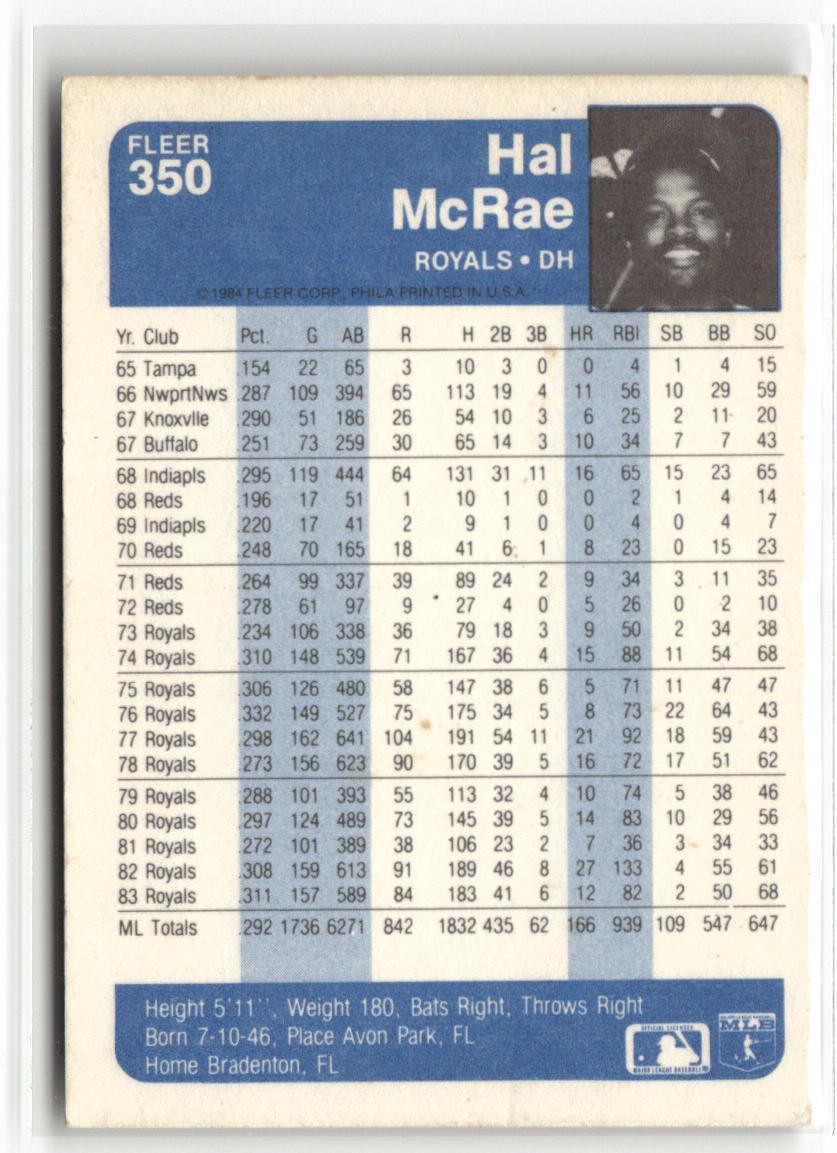 FLEER
350
Hal
McRae
ROYALS • DH
© 1984 FLEER CORP., PHILA PRINTED IN U.S.A.
Yr. Club Pct. G AB R H 2B 3B HR RBI SB BB SO
65 Tampa .154 22 65 3 10 3 0 0 4 1 4 15
66 NwprtNws .287 109 394 65 113 19 4 11 56 10 29 59
67 Knoxvlle .290 51 186 26 54 10 3 6 25 2 11 20
67 Buffalo .251 73 259 30 65 14 3 10 34 7 7 43
68 Indiapls .295 119 444 64 131 31 11 16 65 15 23 65
68 Reds .196 17 51 1 10 1 0 0 2 1 4 14
69 Indiapls .220 17 41 2 9 1 0 0 4 0 4 7
70 Reds .248 70 165 18 41 6 1 8 23 0 15 23
71 Reds .264 99 337 39 89 24 2 9 34 3 11 35
72 Reds .278 61 97 9 27 4 0 5 26 0 2 10
73 Royals .234 106 338 36 79 18 3 9 50 2 34 38
74 Royals .310 148 539 71 167 36 4 15 88 11 54 68
75 Royals .306 126 480 58 147 38 6 5 71 11 47 47
76 Royals .332 149 527 75 175 34 5 8 73 22 64 43
77 Royals .298 162 641 104 191 54 11 21 92 18 59 43
78 Royals .273 156 623 90 170 39 5 16 72 17 51 62
79 Royals .288 101 393 55 113 32 4 10 74 5 38 46
80 Royals .297 124 489 73 145 39 5 14 83 10 29 56
81 Royals .272 101 389 38 106 23 2 7 36 3 34 33
82 Royals .308 159 613 91 189 46 8 27 133 4 55 61
83 Royals .311 157 589 84 183 41 6 12 82 2 50 68
ML Totals .292 1736 6271 842 1832 435 62 166 939 109 547 647
Height 5'11", Weight 180, Bats Right, Throws Right
Born 7-10-46, Place Avon Park, FL
Home Bradenton, FL
OFFICIAL LICENSEE
MAJOR LEAGUE BASEBALL
MLB